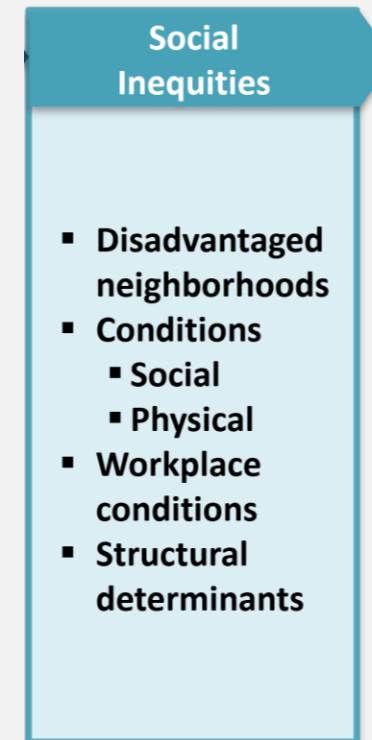 Social
Inequities
▪ Disadvantaged
neighborhoods
▪ Conditions
▪ Social
▪ Physical
▪ Workplace
conditions
▪ Structural
determinants